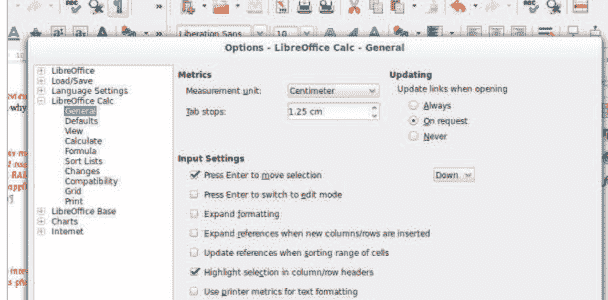 Liberation Sans
10
Options - LibreOffice Calc - General
LibreOffice
Load/Save
Language Settings
LibreOffice Calc
General
Defaults
View
Calculate
Formula
Sort Lists
Changes
Compatibility
Grid
Print
LibreOffice Base
Charts
Internet
Metrics
Measurement unit:
Centimeter
Tab stops:
1.25 cm
Updating
Update links when opening
Always
On request
Never
Input Settings
Press Enter to move selection
Down
Press Enter to switch to edit mode
Expand formatting
Expand references when new columns/rows are inserted
Update references when sorting range of cells
Highlight selection in column/row headers
Use printer metrics for text formatting
why